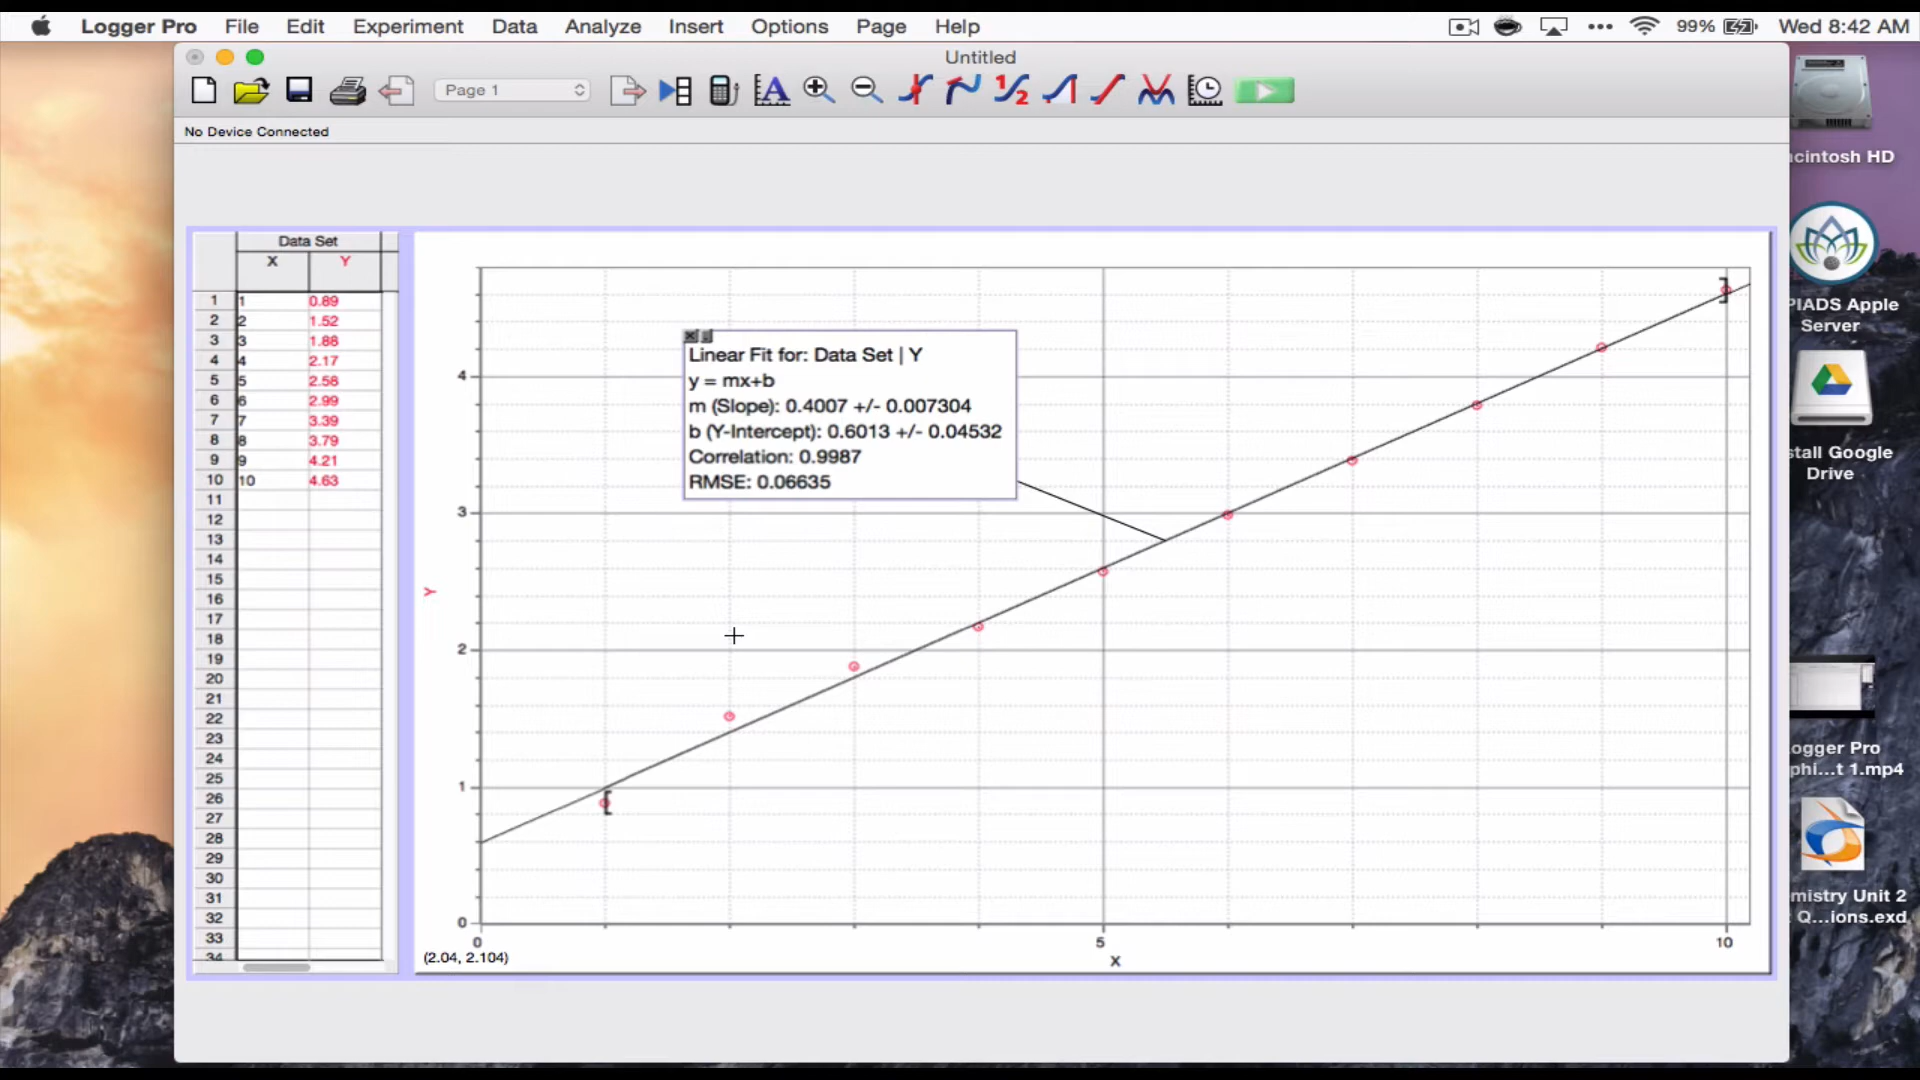 Logger Pro File Edit Experiment Data Analyze Insert Options Page Help 99% Wed 8:42 AM
Untitled
Page 1
No Device Connected
Data Set
X Y
1 1 0.89
2 2 1.52
3 3 1.88
4 4 2.17
5 5 2.58
6 6 2.99
7 7 3.39
8 8 3.79
9 9 4.21
10 10 4.63
11
12
13
14
15
16
17
18
19
20
21
22
23
24
25
26
27
28
29
30
31
32
33
34
Linear Fit for: Data Set | Y
y = mx+b
m (Slope): 0.4007 +/- 0.007304
b (Y-Intercept): 0.6013 +/- 0.04532
Correlation: 0.9987
RMSE: 0.06635
4
3
2
1
0
Y
0 5 10
(2.04, 2.104)
X
cintosh HD
PIADS Apple
Server
stall Google
Drive
ogger Pro
phi...t 1.mp4
mistry Unit 2
Q...ions.exd